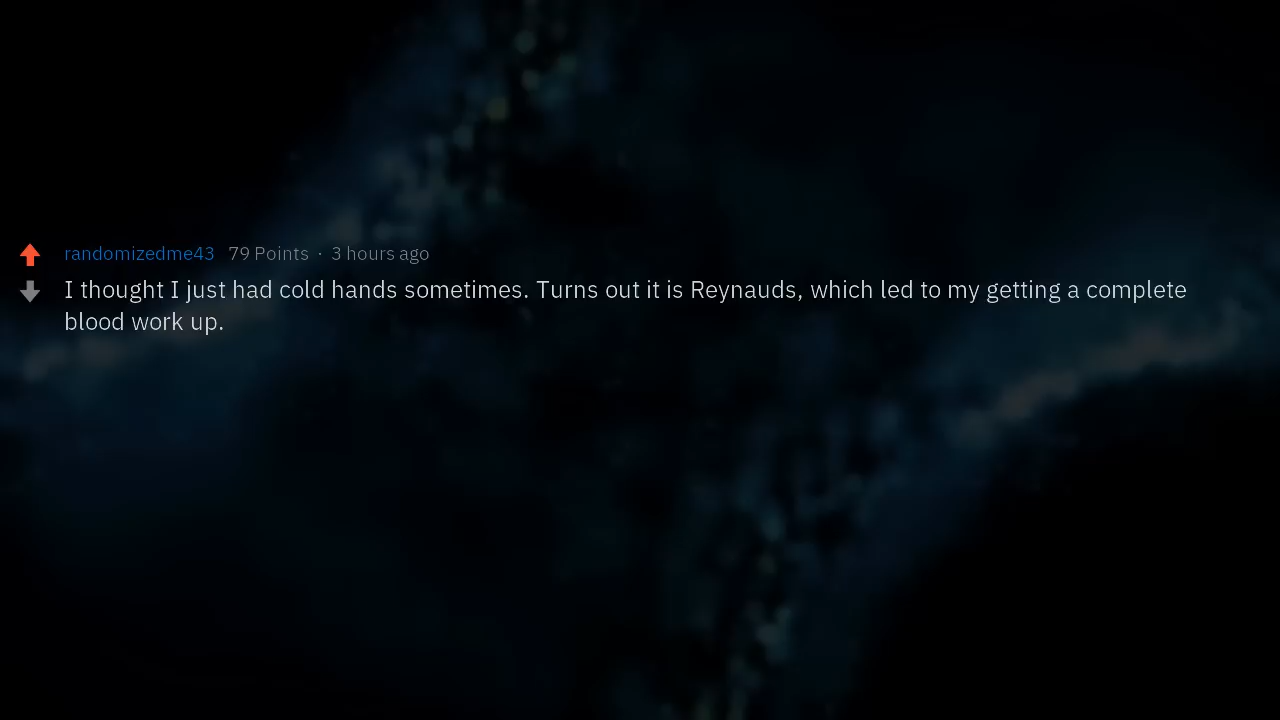 randomizedme43 79 Points · 3 hours ago
I thought I just had cold hands sometimes. Turns out it is Reynauds, which led to my getting a complete
blood work up.